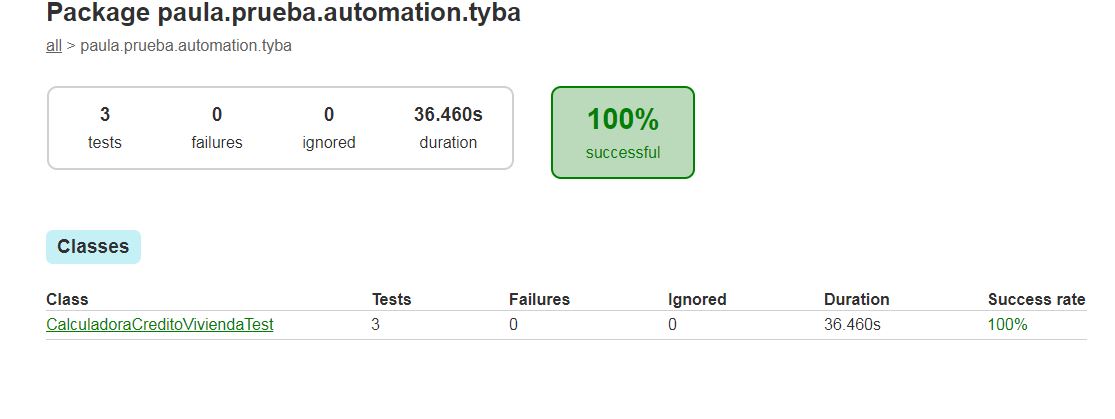 Package paula.prueba.automation.tyba
all > paula.prueba.automation.tyba
3 0 0 36.460s
tests failures ignored duration
100%
successful
Classes
Class Tests Failures Ignored Duration Success rate
CalculadoraCreditoViviendaTest 3 0 0 36.460s 100%